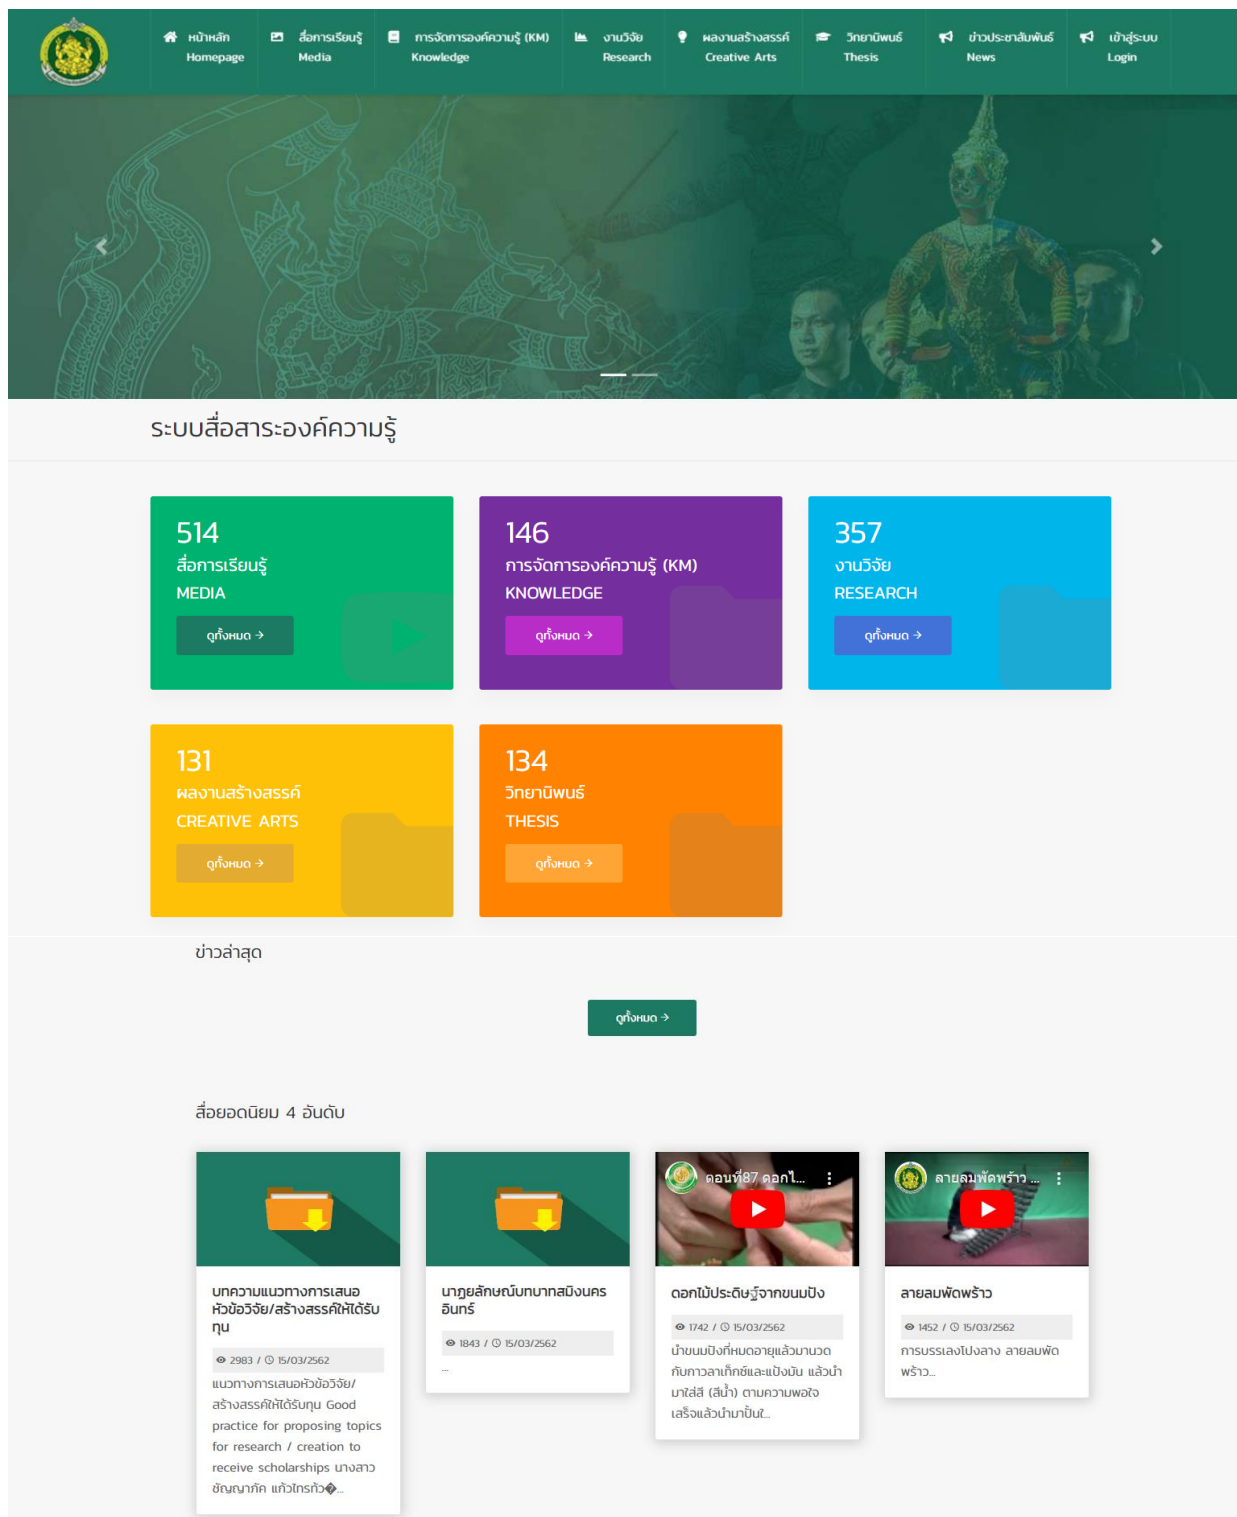 หน้าหลัก
Homepage
สื่อการเรียนรู้
Media
การจัดการองค์ความรู้ (KM)
Knowledge
งานวิจัย
Research
ผลงานสร้างสรรค์
Creative Arts
วิทยานิพนธ์
Thesis
ข่าวประชาสัมพันธ์
News
เข้าสู่ระบบ
Login
ระบบสื่อสาระองค์ความรู้
514
สื่อการเรียนรู้
MEDIA
ดูทั้งหมด →
146
การจัดการองค์ความรู้ (KM)
KNOWLEDGE
ดูทั้งหมด →
357
งานวิจัย
RESEARCH
ดูทั้งหมด →
131
ผลงานสร้างสรรค์
CREATIVE ARTS
ดูทั้งหมด →
134
วิทยานิพนธ์
THESIS
ดูทั้งหมด →
ข่าวล่าสุด
ดูทั้งหมด →
สื่อยอดนิยม 4 อันดับ
บทความแนวทางการเสนอ
หัวข้อวิจัย/สร้างสรรค์ให้ได้รับ
ทุน
2983 / 15/03/2562
แนวทางการเสนอหัวข้อวิจัย/
สร้างสรรค์ให้ได้รับทุน Good
practice for proposing topics
for research / creation to
receive scholarships นางสาว
ชัญญาภัค แก้วไทรท้ว�...
นาฏยลักษณ์บทบาทสมิงนคร
อินทร์
1843 / 15/03/2562
...
ตอนที่87 ดอกไ...
ดอกไม้ประดิษฐ์จากขนมปัง
1742 / 15/03/2562
นำขนมปังที่หมดอายุแล้วมานวด
กับกาวลาเท็กซ์และแป้งมัน แล้วนำ
มาใส่สี (สีน้ำ) ตามความพอใจ
เสร็จแล้วนำมาปั้นใ...
ลายลมพัดพร้าว ...
ลายลมพัดพร้าว
1452 / 15/03/2562
การบรรเลงโปงลาง ลายลมพัด
พร้าว...